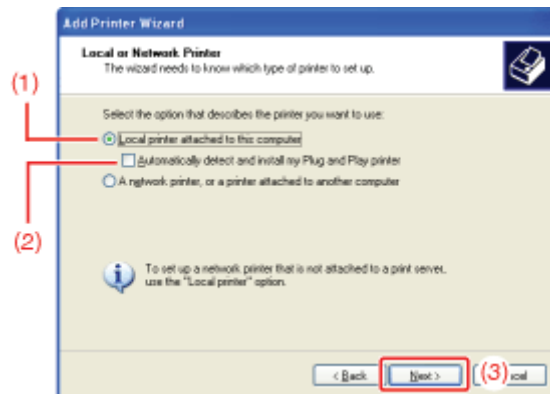 Add Printer Wizard
Local or Network Printer
The wizard needs to know which type of printer to set up.
(1)
Select the option that describes the printer you want to use:
Local printer attached to this computer
Automatically detect and install my Plug and Play printer
(2)
A network printer, or a printer attached to another computer
To set up a network printer that is not attached to a print server,
use the "Local printer" option.
< Back
Next >
(3)